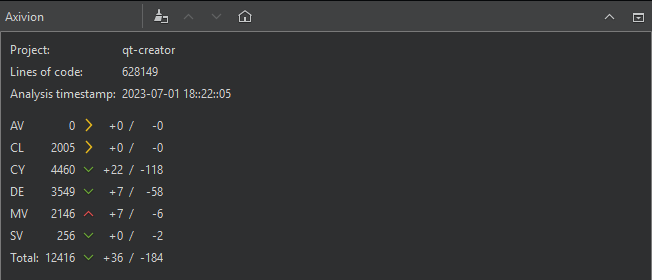 Axivion
Project: qt-creator
Lines of code: 628149
Analysis timestamp: 2023-07-01 18::22::05
AV 0 +0 / -0
CL 2005 +0 / -0
CY 4460 +22 / -118
DE 3549 +7 / -58
MV 2146 +7 / -6
SV 256 +0 / -2
Total: 12416 +36 / -184